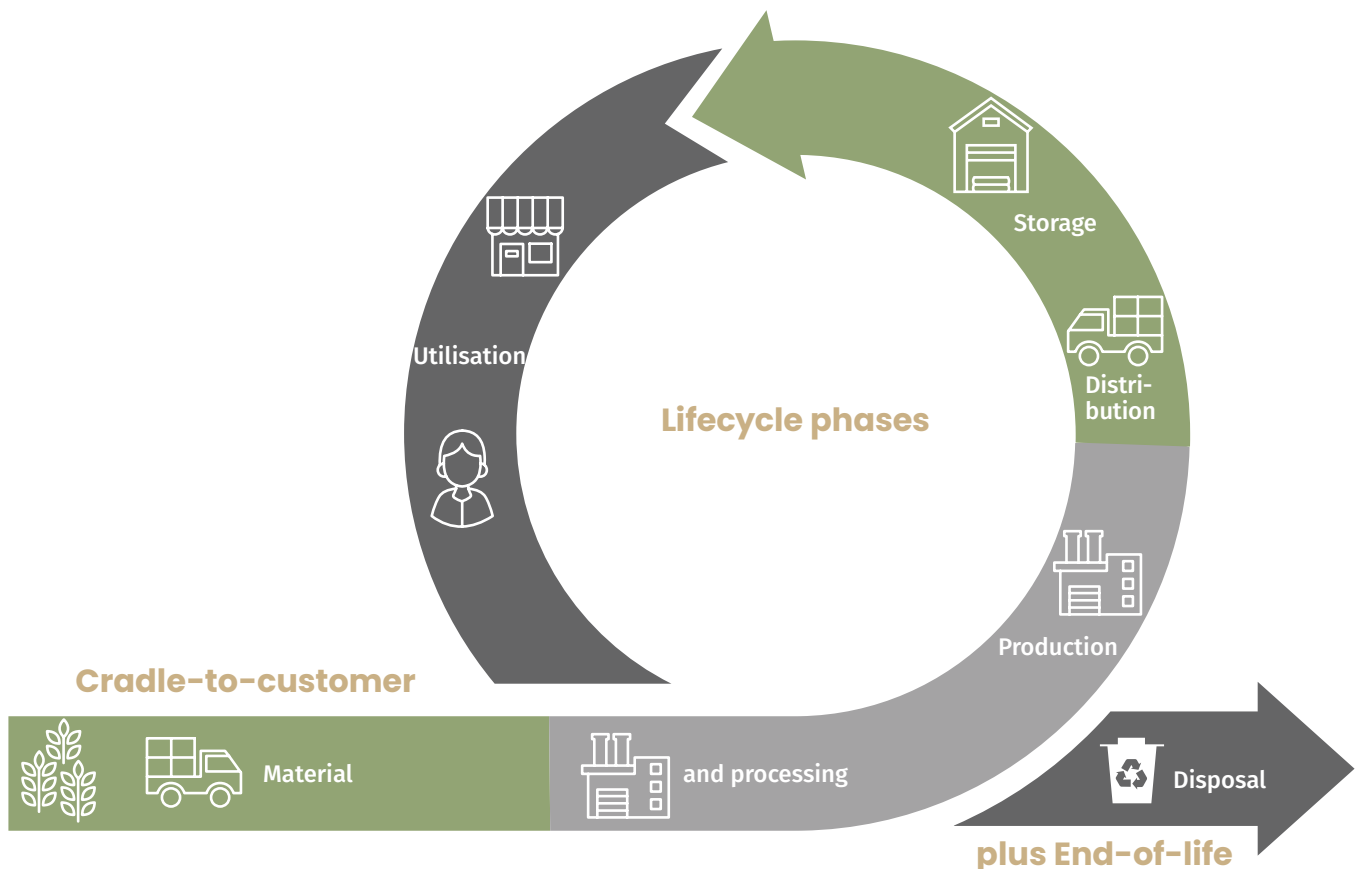 Storage
Utilisation
Distri-
bution
Lifecycle phases
Production
Cradle-to-customer
Material
and processing
Disposal
plus End-of-life